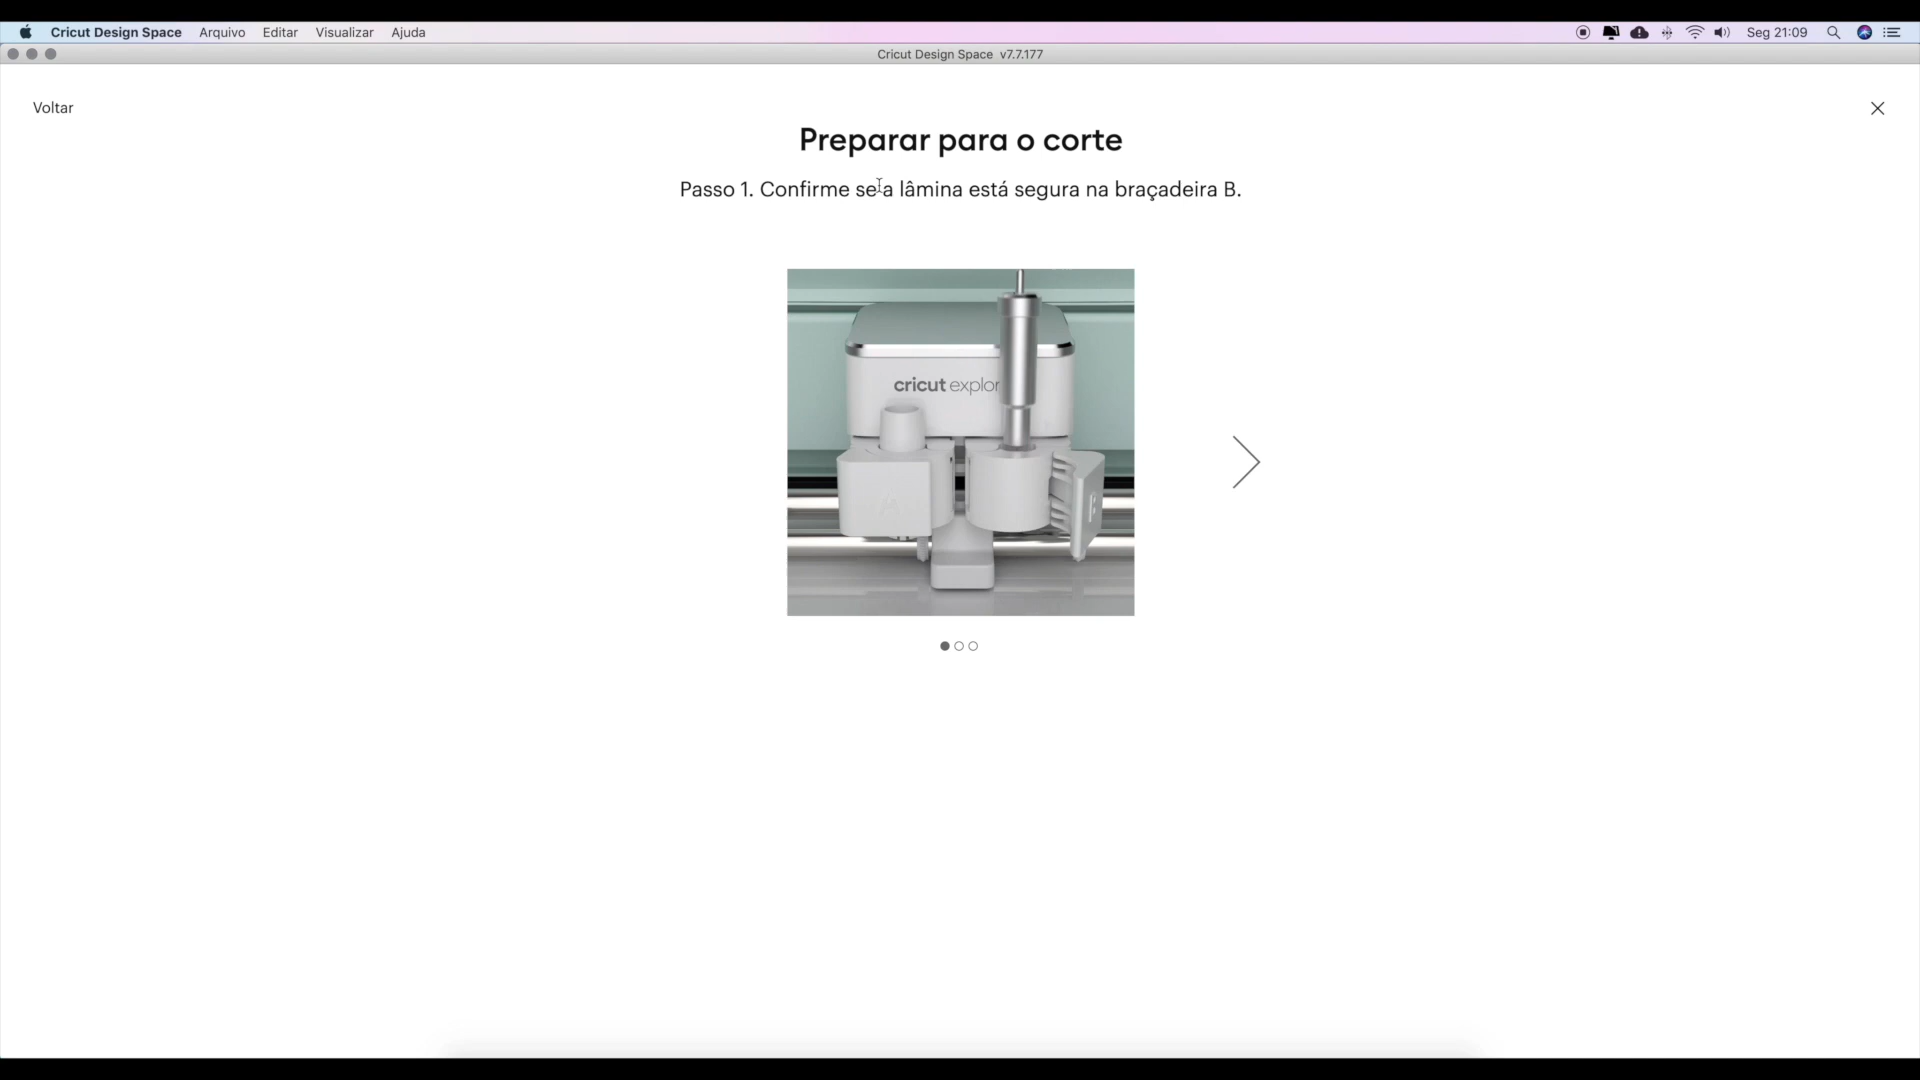 Cricut Design Space Arquivo Editar Visualizar Ajuda Seg 21:09
Cricut Design Space v7.7.177
Voltar
Preparar para o corte
Passo 1. Confirme se a lâmina está segura na braçadeira B.
cricut explor
A
B